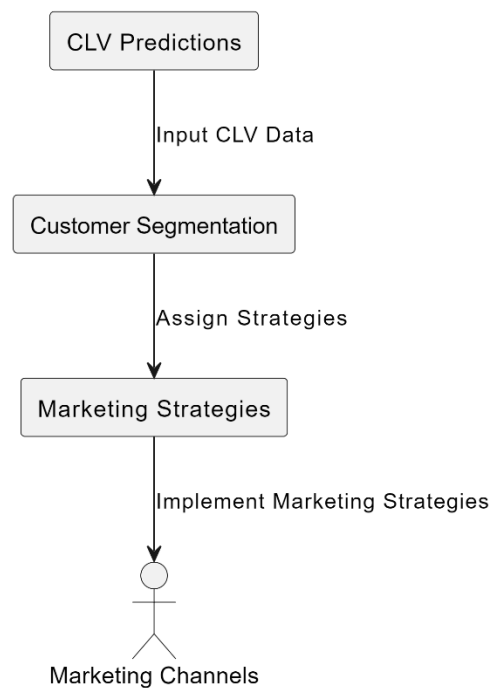 CLV Predictions
Input CLV Data
Customer Segmentation
Assign Strategies
Marketing Strategies
Implement Marketing Strategies
Marketing Channels